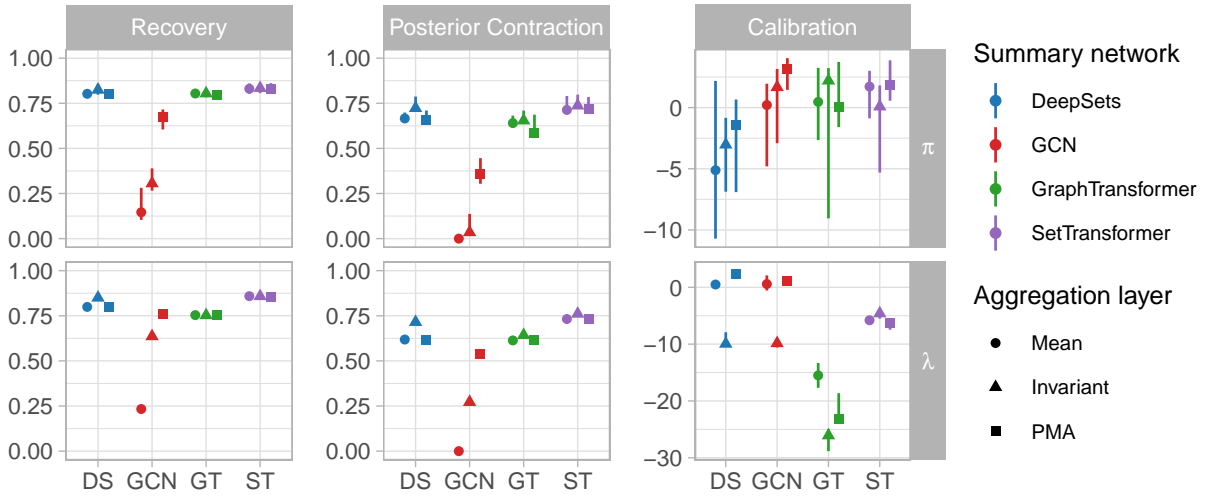 Recovery
Posterior Contraction
Calibration
1.00
0.75
0.50
0.25
0.00
1.00
0.75
0.50
0.25
0.00
0
−5
−10
π
1.00
0.75
0.50
0.25
0.00
1.00
0.75
0.50
0.25
0.00
0
−10
−20
−30
λ
DS GCN GT ST
DS GCN GT ST
DS GCN GT ST
Summary network
DeepSets
GCN
GraphTransformer
SetTransformer
Aggregation layer
Mean
Invariant
PMA